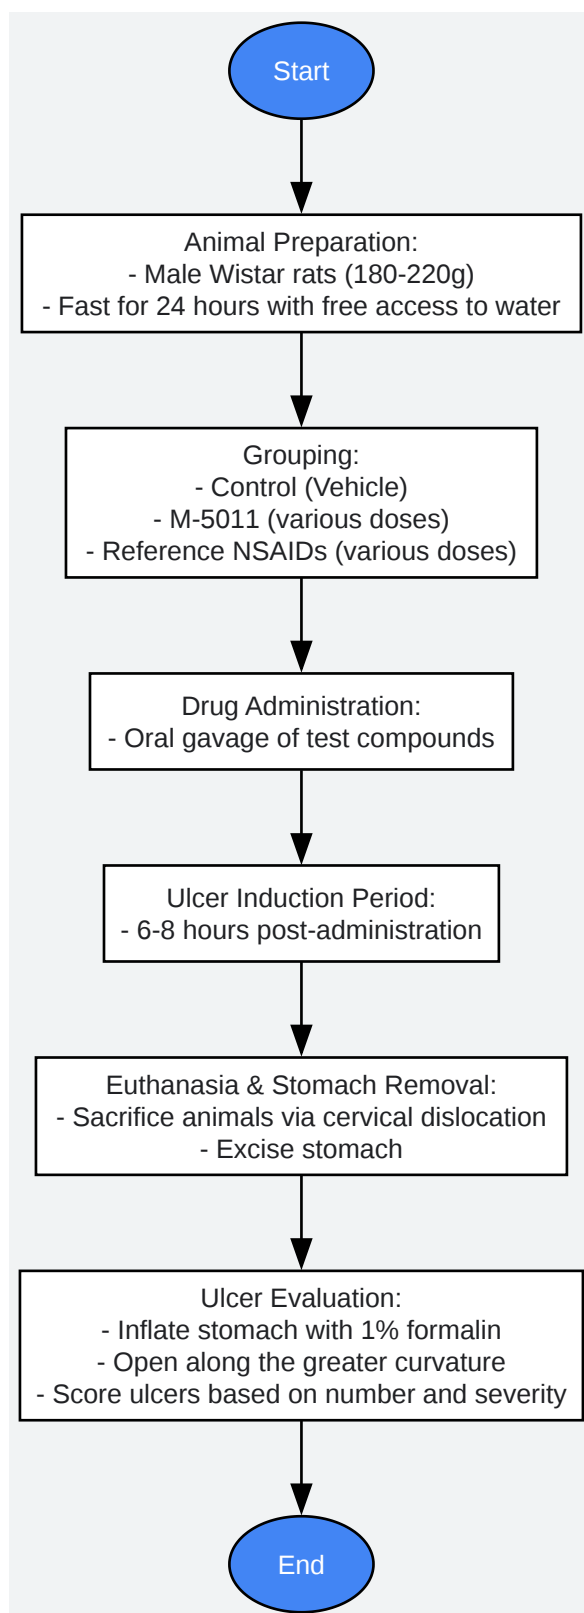 Start
Animal Preparation:
- Male Wistar rats (180-220g)
- Fast for 24 hours with free access to water
Grouping:
- Control (Vehicle)
- M-5011 (various doses)
- Reference NSAIDs (various doses)
Drug Administration:
- Oral gavage of test compounds
Ulcer Induction Period:
- 6-8 hours post-administration
Euthanasia & Stomach Removal:
- Sacrifice animals via cervical dislocation
- Excise stomach
Ulcer Evaluation:
- Inflate stomach with 1% formalin
- Open along the greater curvature
- Score ulcers based on number and severity
End